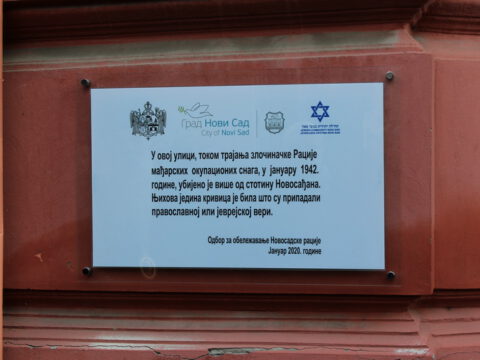 Град Нови Сад
City of Novi Sad
У овој улици, током трајања злочиначке Рације
мађарских окупационих снага, у јануару 1942.
године, убијено је више од стотину Новосађана.
Њихова једина кривица је била што су припадали
православној или јеврејској вери.
Одбор за обележавање Новосадске рације
Јануар 2020. године